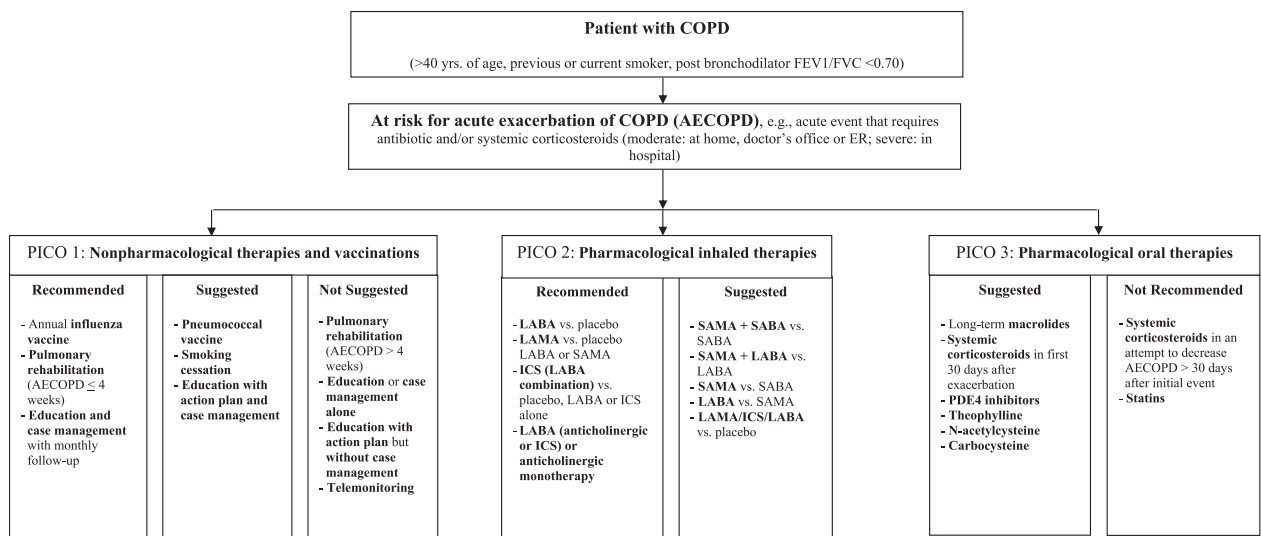 Patient with COPD
(>40 yrs. of age, previous or current smoker, post bronchodilator FEV1/FVC <0.70)
At risk for acute exacerbation of COPD (AECOPD), e.g., acute event that requires
antibiotic and/or systemic corticosteroids (moderate: at home, doctor's office or ER; severe: in
hospital)
PICO 1: Nonpharmacological therapies and vaccinations
Recommended
- Annual influenza
vaccine
- Pulmonary
rehabilitation
(AECOPD ≤ 4
weeks)
- Education and
case management
with monthly
follow-up
Suggested
- Pneumococcal
vaccine
- Smoking
cessation
- Education with
action plan and
case management
Not Suggested
- Pulmonary
rehabilitation
(AECOPD > 4
weeks)
- Education or case
management
alone
- Education with
action plan but
without case
management
- Telemonitoring
PICO 2: Pharmacological inhaled therapies
Recommended
- LABA vs. placebo
- LAMA vs. placebo
LABA or SAMA
- ICS (LABA
combination) vs.
placebo, LABA or ICS
alone
- LABA (anticholinergic
or ICS) or
anticholinergic
monotherapy
Suggested
- SAMA + SABA vs.
SABA
- SAMA + LABA vs.
LABA
- SAMA vs. SABA
- LABA vs. SAMA
- LAMA/ICS/LABA
vs. placebo
PICO 3: Pharmacological oral therapies
Suggested
- Long-term macrolides
- Systemic
corticosteroids in first
30 days after
exacerbation
- PDE4 inhibitors
- Theophylline
- N-acetylcysteine
- Carbocysteine
Not Recommended
- Systemic
corticosteroids in an
attempt to decrease
AECOPD > 30 days
after initial event
- Statins